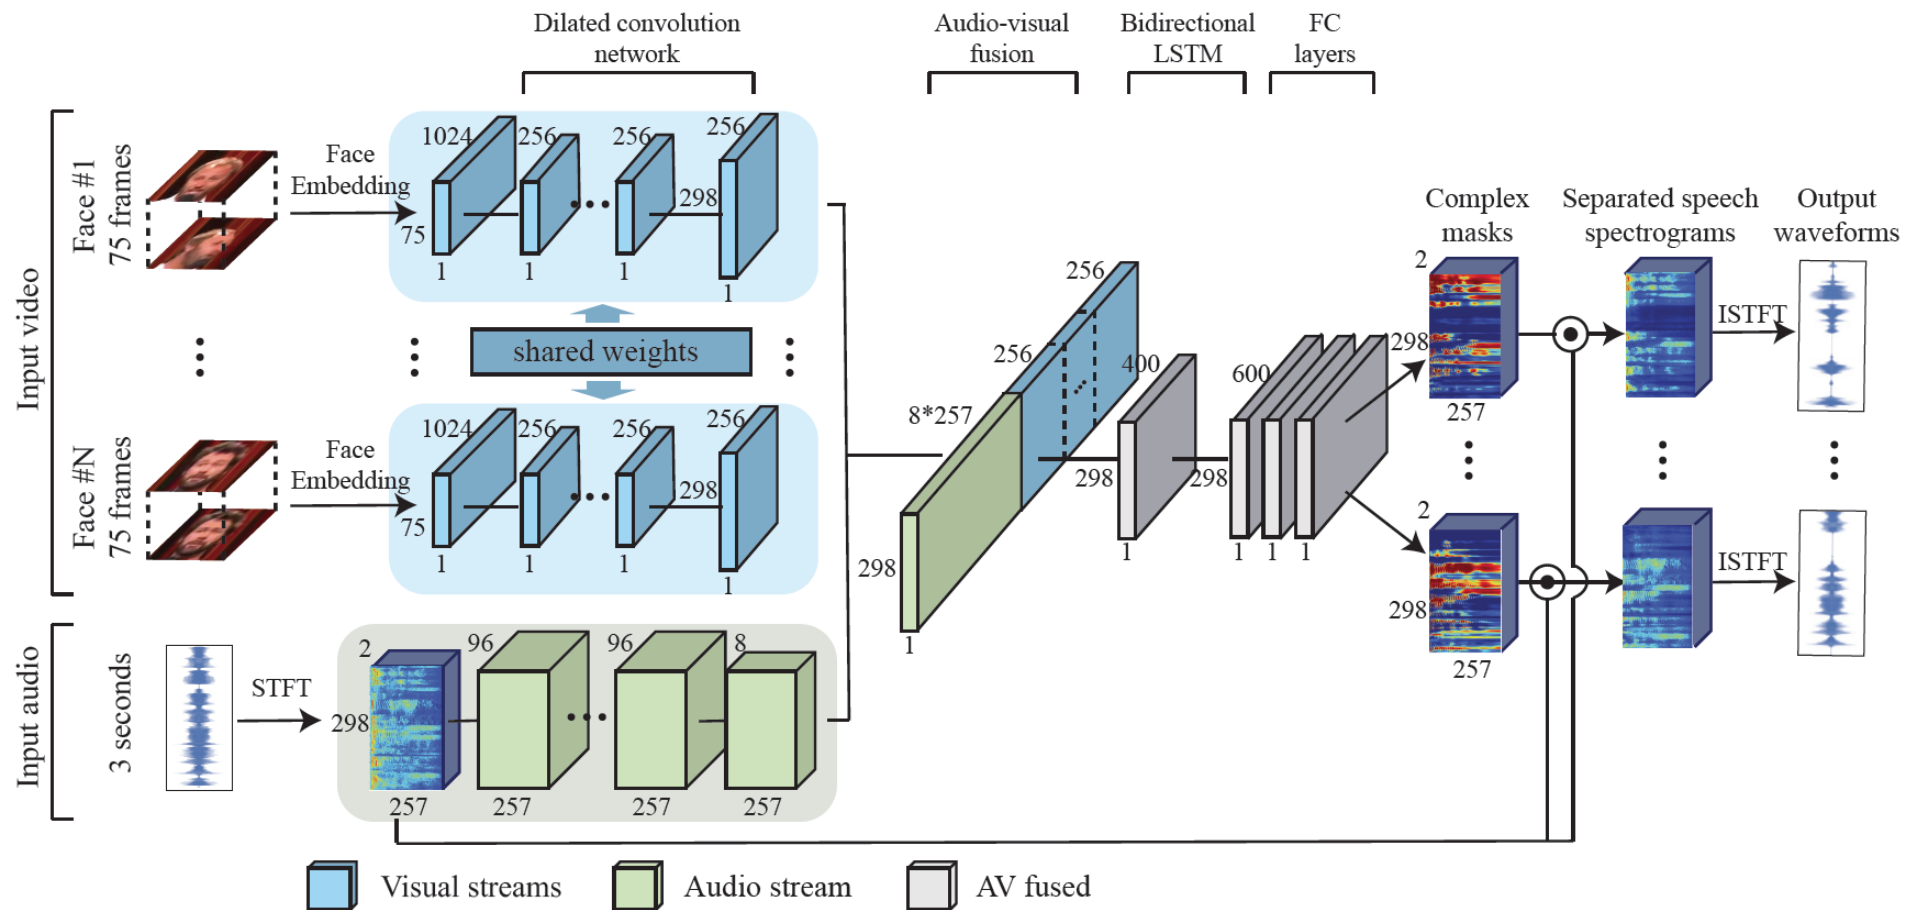 Dilated convolution
network
Audio-visual
fusion
Bidirectional
LSTM
FC
layers
Input video
Face #1
75 frames
Face
Embedding
1024
256
256
256
298
75
1
1
1
1
shared weights
Face #N
75 frames
Face
Embedding
1024
256
256
256
298
75
1
1
1
1
Input audio
3 seconds
STFT
2
96
96
8
298
257
257
257
257
256
256
8*257
298
1
400
298
1
600
298
1
1
1
Complex
masks
2
298
257
2
298
257
Separated speech
spectrograms
ISTFT
ISTFT
Output
waveforms
Visual streams
Audio stream
AV fused